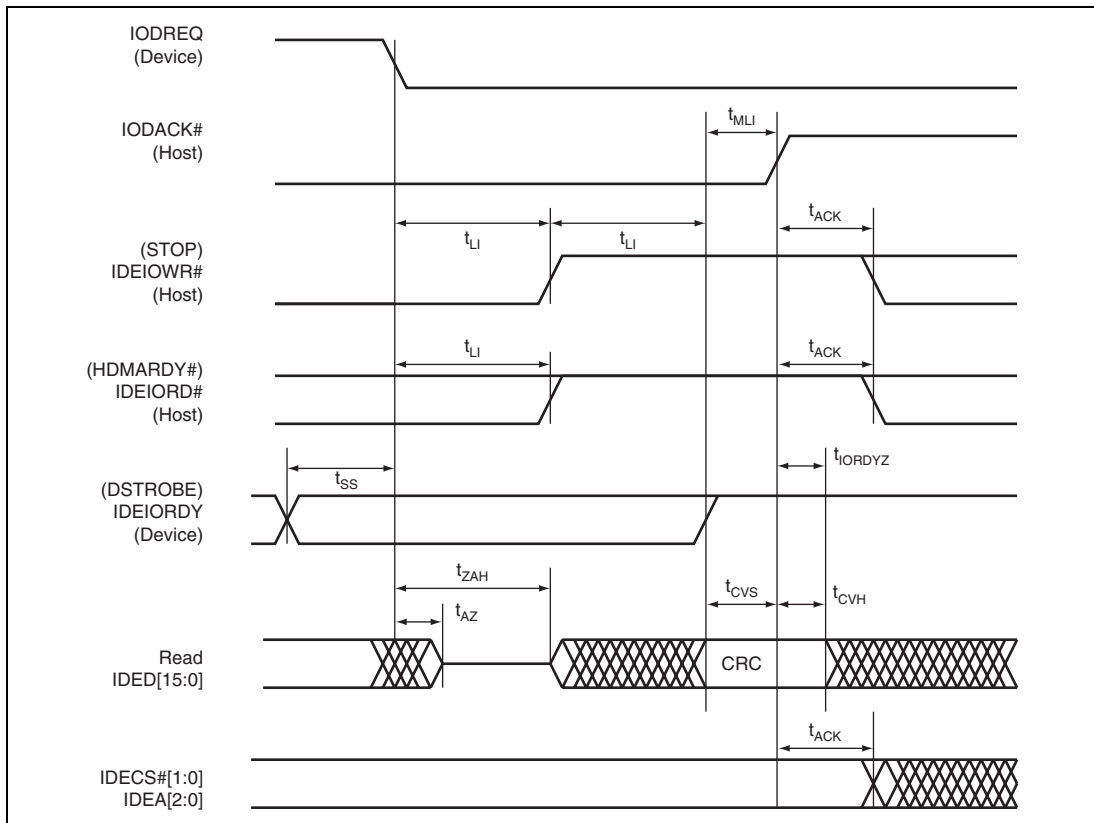 IODREQ
(Device)
IODACK#
(Host)
tMLI
tACK
tLI
tLI
(STOP)
IDEIOWR#
(Host)
tLI
tACK
(HDMARDY#)
IDEIORD#
(Host)
tIORDYZ
tSS
(DSTROBE)
IDEIORDY
(Device)
tZAH
tCVS
tCVH
tAZ
Read
IDED[15:0]
CRC
tACK
IDECS#[1:0]
IDEA[2:0]